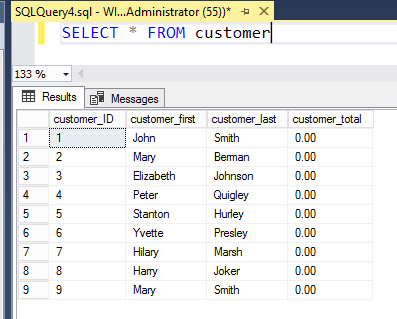 SQLQuery4.sql - WI...Administrator (55))*
SELECT * FROM customer
133 %
Results Messages
customer_ID customer_first customer_last customer_total
1 1 John Smith 0.00
2 2 Mary Berman 0.00
3 3 Elizabeth Johnson 0.00
4 4 Peter Quigley 0.00
5 5 Stanton Hurley 0.00
6 6 Yvette Presley 0.00
7 7 Hilary Marsh 0.00
8 8 Harry Joker 0.00
9 9 Mary Smith 0.00